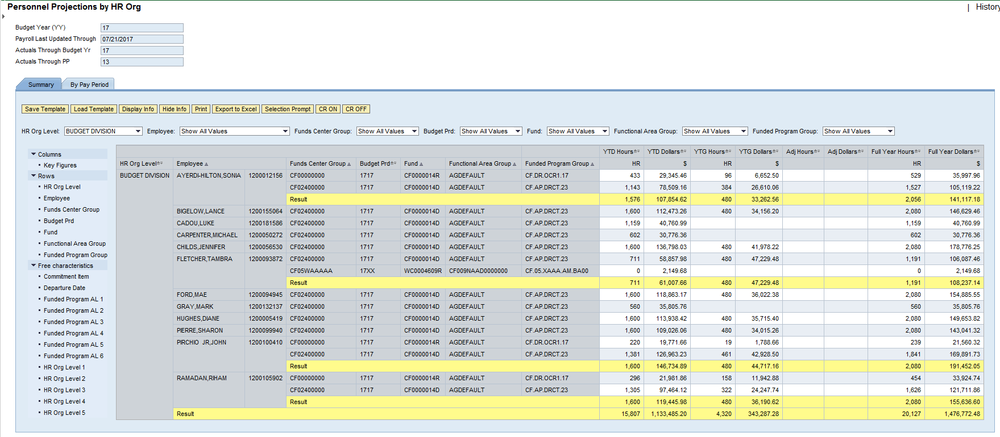 Personnel Projections by HR Org
| History
Budget Year (YY) 17
Payroll Last Updated Through 07/21/2017
Actuals Through Budget Yr 17
Actuals Through PP 13
Summary By Pay Period
Save Template Load Template Display Info Hide Info Print Export to Excel Selection Prompt CR ON CR OFF
HR Org Level: BUDGET DIVISION Employee: Show All Values Funds Center Group: Show All Values Budget Prd: Show All Values Fund: Show All Values Functional Area Group: Show All Values Funded Program Group: Show All Values
Columns
Key Figures
Rows
HR Org Level
Employee
Funds Center Group
Budget Prd
Fund
Functional Area Group
Funded Program Group
Free characteristics
Commitment Item
Departure Date
Funded Program AL 1
Funded Program AL 2
Funded Program AL 3
Funded Program AL 4
Funded Program AL 5
Funded Program AL 6
HR Org Level 1
HR Org Level 2
HR Org Level 3
HR Org Level 4
HR Org Level 5
YTD Hours YTD Dollars YTG Hours YTG Dollars Adj Hours Adj Dollars Full Year Hours Full Year Dollars
HR Org Level Employee Funds Center Group Budget Prd Fund Functional Area Group Funded Program Group HR $ HR $ HR $
BUDGET DIVISION AYERDI-HILTON,SONIA 1200012156 CF00000000 1717 CF0000014R AGDEFAULT CF.DR.OCR1.17 433 29,345.46 96 6,652.50 529 35,997.96
CF02400000 1717 CF0000014D AGDEFAULT CF.AP.DRCT.23 1,143 78,509.16 384 26,610.06 1,527 105,119.22
Result 1,576 107,854.62 480 33,262.56 2,056 141,117.18
BIGELOW,LANCE 1200155064 CF02400000 1717 CF0000014D AGDEFAULT CF.AP.DRCT.23 1,600 112,473.26 480 34,156.20 2,080 146,629.46
CADOU,LUKE 1200181586 CF02400000 1717 CF0000014D AGDEFAULT CF.AP.DRCT.23 1,159 40,760.99 1,159 40,760.99
CARPENTER,MICHAEL 1200050272 CF02400000 1717 CF0000014D AGDEFAULT CF.AP.DRCT.23 602 30,776.36 602 30,776.36
CHILDS,JENNIFER 1200056530 CF02400000 1717 CF0000014D AGDEFAULT CF.AP.DRCT.23 1,600 136,798.03 480 41,978.22 2,080 178,776.25
FLETCHER,TAMBRA 1200093872 CF02400000 1717 CF0000014D AGDEFAULT CF.AP.DRCT.23 711 58,857.98 480 47,229.48 1,191 106,087.46
CF05WAAAAA 17XX WC0004609R CF009NAAD0000000 CF.05.XAAA.AM.BA00 0 2,149.68 0 2,149.68
Result 711 61,007.66 480 47,229.48 1,191 108,237.14
FORD,MAE 1200094945 CF02400000 1717 CF0000014D AGDEFAULT CF.AP.DRCT.23 1,600 118,863.17 480 36,022.38 2,080 154,885.55
GRAY,MARK 1200132137 CF02400000 1717 CF0000014D AGDEFAULT CF.AP.DRCT.23 560 35,805.76 560 35,805.76
HUGHES,DIANE 1200005419 CF02400000 1717 CF0000014D AGDEFAULT CF.AP.DRCT.23 1,600 113,938.42 480 35,715.40 2,080 149,653.82
PIERRE,SHARON 1200099940 CF02400000 1717 CF0000014D AGDEFAULT CF.AP.DRCT.23 1,600 109,026.06 480 34,015.26 2,080 143,041.32
PIRCHIO JR,JOHN 1200100410 CF00000000 1717 CF0000014R AGDEFAULT CF.DR.OCR1.17 220 19,771.66 19 1,788.66 239 21,560.32
CF02400000 1717 CF0000014D AGDEFAULT CF.AP.DRCT.23 1,381 126,963.23 461 42,928.50 1,841 169,891.73
Result 1,600 146,734.89 480 44,717.16 2,080 191,452.05
RAMADAN,RIHAM 1200105902 CF00000000 1717 CF0000014R AGDEFAULT CF.DR.OCR1.17 296 21,981.86 158 11,942.88 454 33,924.74
CF02400000 1717 CF0000014D AGDEFAULT CF.AP.DRCT.23 1,305 97,464.12 322 24,247.74 1,626 121,711.86
Result 1,600 119,445.98 480 36,190.62 2,080 155,636.60
Result 15,807 1,133,485.20 4,320 343,287.28 20,127 1,476,772.48